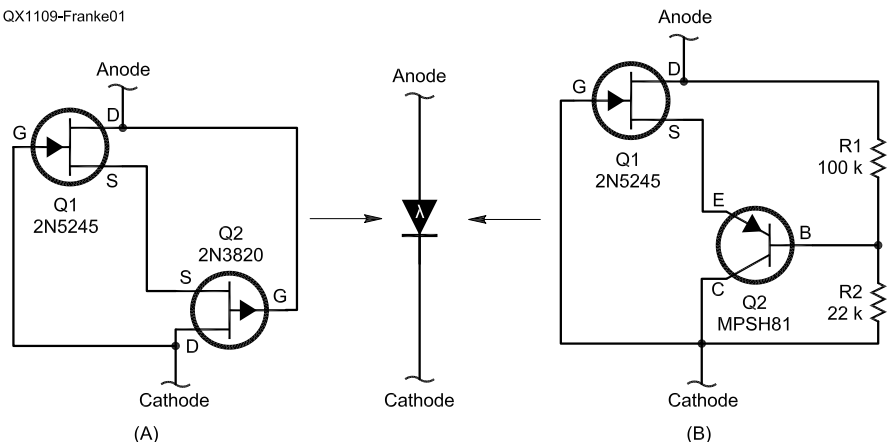 QX1109-Franke01
Anode
D
G
S
Q1
2N5245
Q2
2N3820
S
G
D
Cathode
(A)
Anode
λ
Cathode
Anode
D
G
S
Q1
2N5245
R1
100 k
E
B
C
Q2
MPSH81
R2
22 k
Cathode
(B)